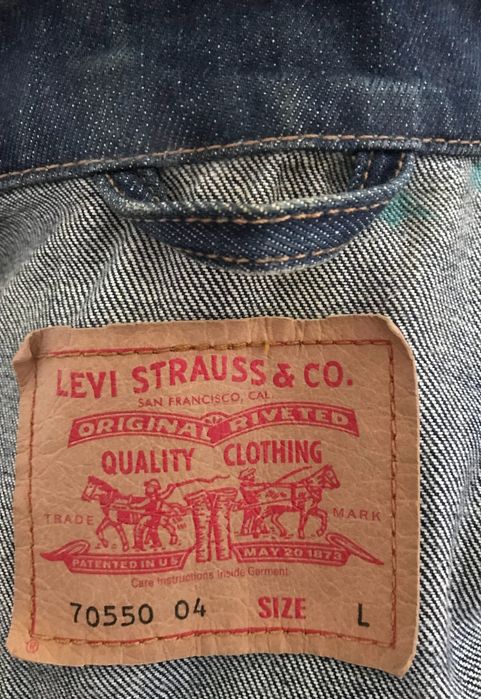 LEVI STRAUSS & CO.
SAN FRANCISCO, CAL
ORIGINAL RIVETED
QUALITY CLOTHING
TRADE MARK
PATENTED IN U.S MAY 20 1873
Care Instructions Inside Garment
70550 04 SIZE L
®